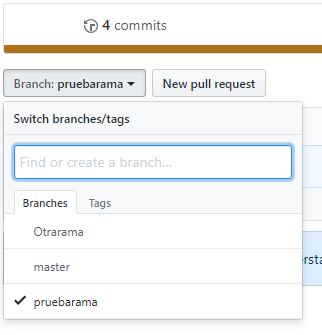 4 commits
Branch: pruebarama New pull request
Switch branches/tags
Find or create a branch...
Branches Tags
Otrarama
master
pruebarama